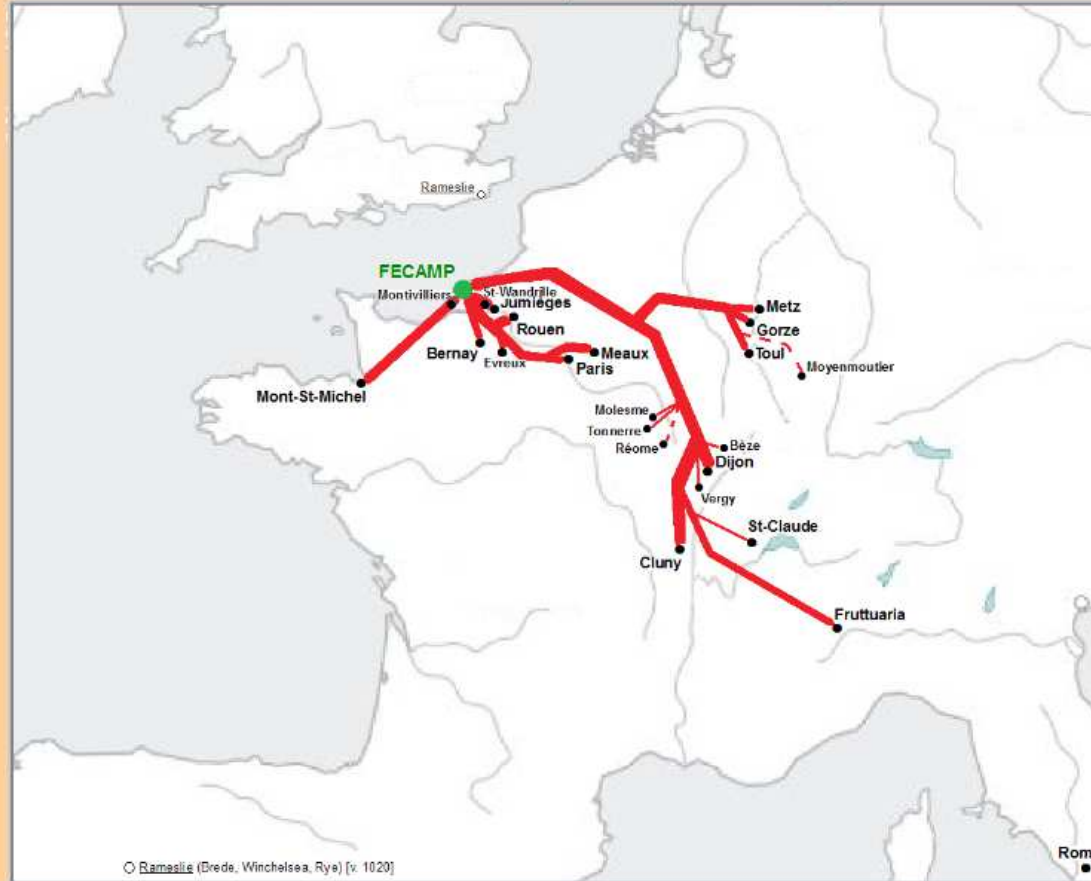 Rameslie
FECAMP
Montivilliers
St-Wandrille
Jumièges
Rouen
Bernay
Evreux
Paris
Meaux
Mont-St-Michel
Metz
Gorze
Toul
Moyenmoutier
Molesme
Tonnerre
Réome
Bèze
Dijon
Vergy
St-Claude
Cluny
Fruttuaria
Rom
Rameslie (Brede, Winchelsea, Rye) [v. 1020]